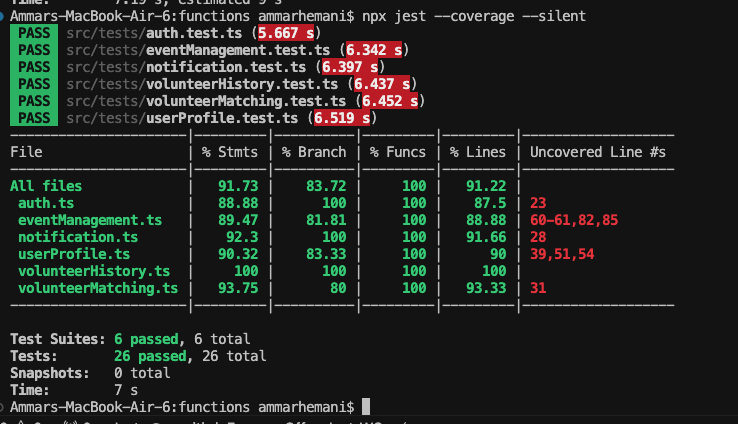 Ammars-MacBook-Air-6:functions ammarhemani$ npx jest --coverage --silent
PASS src/tests/auth.test.ts (5.667 s)
PASS src/tests/eventManagement.test.ts (6.342 s)
PASS src/tests/notification.test.ts (6.397 s)
PASS src/tests/volunteerHistory.test.ts (6.437 s)
PASS src/tests/volunteerMatching.test.ts (6.452 s)
PASS src/tests/userProfile.test.ts (6.519 s)
File | % Stmts | % Branch | % Funcs | % Lines | Uncovered Line #s
All files | 91.73 | 83.72 | 100 | 91.22 |
auth.ts | 88.88 | 100 | 100 | 87.5 | 23
eventManagement.ts | 89.47 | 81.81 | 100 | 88.88 | 60-61,82,85
notification.ts | 92.3 | 100 | 100 | 91.66 | 28
userProfile.ts | 90.32 | 83.33 | 100 | 90 | 39,51,54
volunteerHistory.ts | 100 | 100 | 100 | 100 |
volunteerMatching.ts | 93.75 | 80 | 100 | 93.33 | 31
Test Suites: 6 passed, 6 total
Tests: 26 passed, 26 total
Snapshots: 0 total
Time: 7 s
Ammars-MacBook-Air-6:functions ammarhemani$